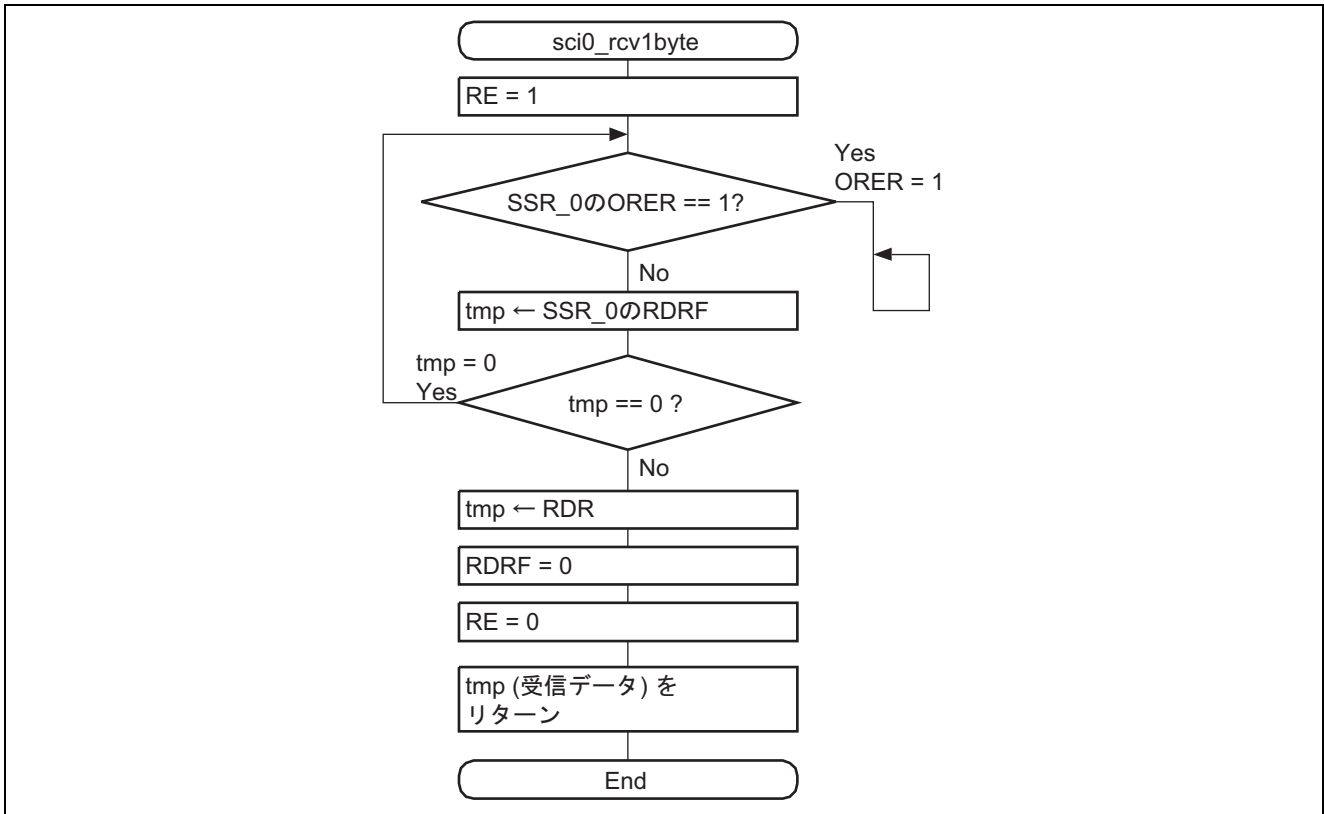 sci0_rcv1byte
RE = 1
Yes
ORER = 1
SSR_0のORER == 1?
No
tmp ← SSR_0のRDRF
tmp = 0
Yes
tmp == 0 ?
No
tmp ← RDR
RDRF = 0
RE = 0
tmp (受信データ) を
リターン
End